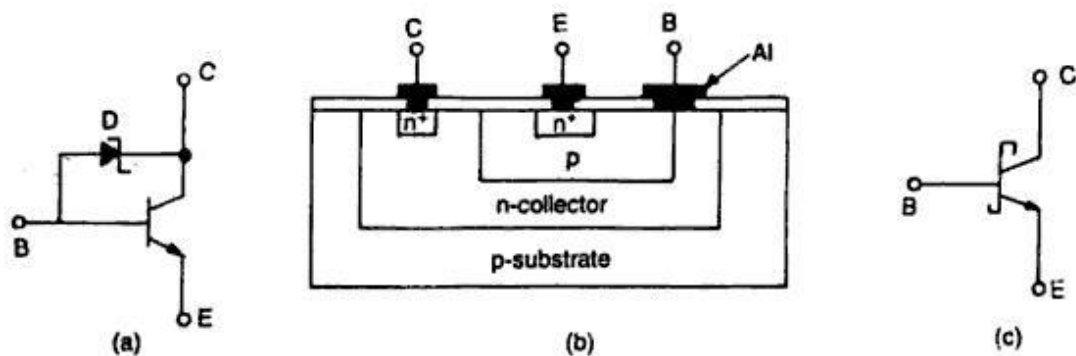 C
D
B
E
(a)
C E B
Al
n+ n+
p
n-collector
p-substrate
(b)
C
B
E
(c)